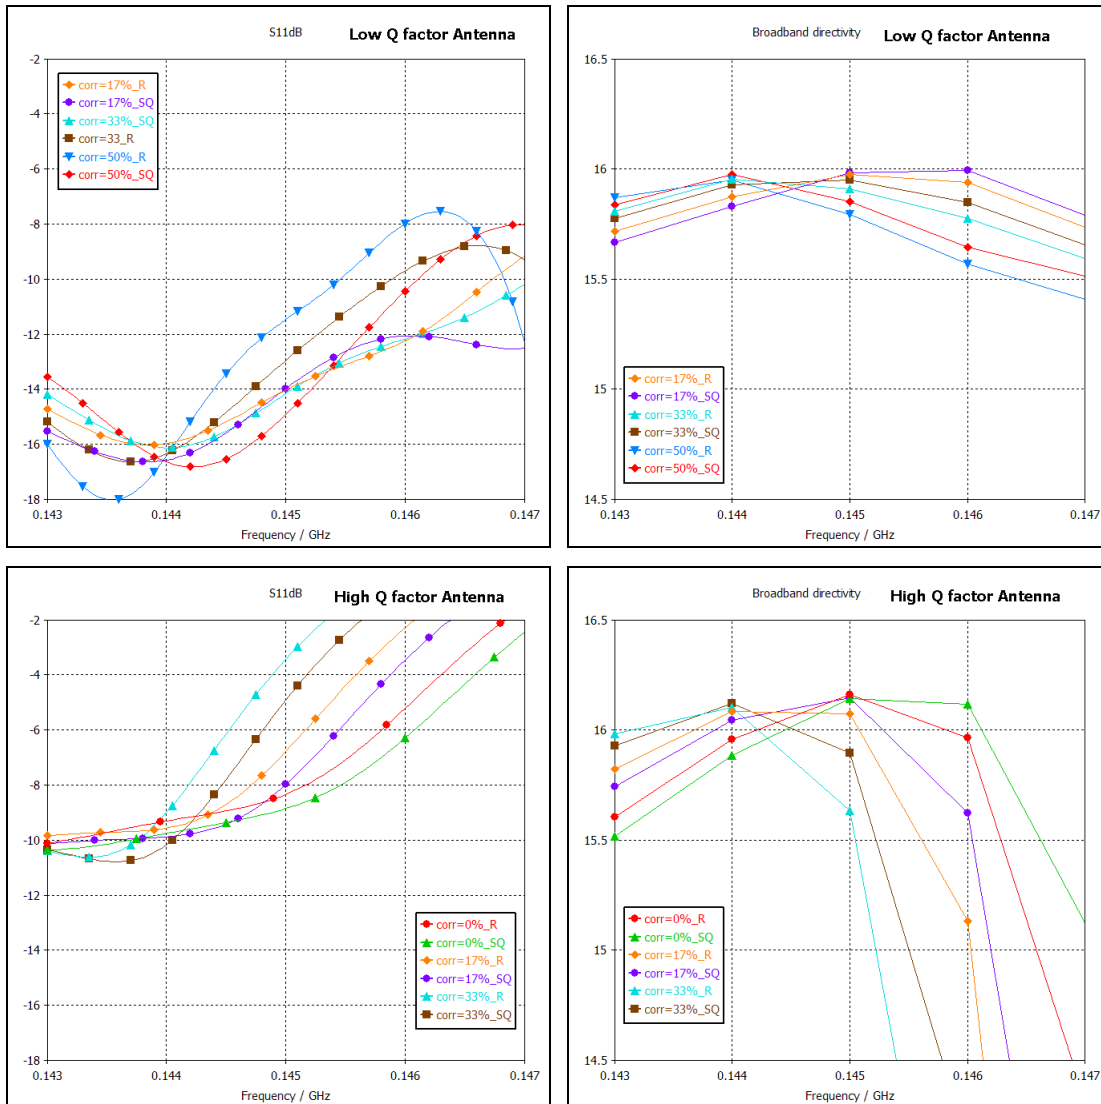 S11dB Low Q factor Antenna
-2
-4
-6
-8
-10
-12
-14
-16
-18
corr=17%_R
corr=17%_SQ
corr=33%_SQ
corr=33_R
corr=50%_R
corr=50%_SQ
0.143 0.144 0.145 0.146 0.147
Frequency / GHz
Broadband directivity Low Q factor Antenna
16.5
16
15.5
15
14.5
corr=17%_R
corr=17%_SQ
corr=33%_R
corr=33%_SQ
corr=50%_R
corr=50%_SQ
0.143 0.144 0.145 0.146 0.147
Frequency / GHz
S11dB High Q factor Antenna
-2
-4
-6
-8
-10
-12
-14
-16
-18
corr=0%_R
corr=0%_SQ
corr=17%_R
corr=17%_SQ
corr=33%_R
corr=33%_SQ
0.143 0.144 0.145 0.146 0.147
Frequency / GHz
Broadband directivity High Q factor Antenna
16.5
16
15.5
15
14.5
corr=0%_R
corr=0%_SQ
corr=17%_R
corr=17%_SQ
corr=33%_R
corr=33%_SQ
0.143 0.144 0.145 0.146 0.147
Frequency / GHz